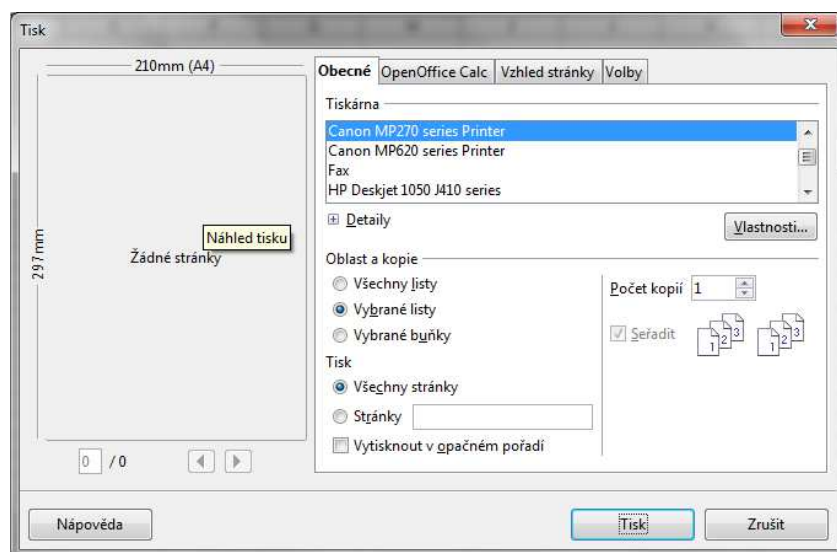 Tisk
210mm (A4)
297mm
Náhled tisku
Žádné stránky
0 / 0
Obecné OpenOffice Calc Vzhled stránky Volby
Tiskárna
Canon MP270 series Printer
Canon MP620 series Printer
Fax
HP Deskjet 1050 J410 series
Detaily
Vlastnosti...
Oblast a kopie
Všechny listy
Vybrané listy
Vybrané buňky
Počet kopií 1
Seřadit
1 2 3 1 2 3
Tisk
Všechny stránky
Stránky
Vytisknout v opačném pořadí
Nápověda
Tisk
Zrušit